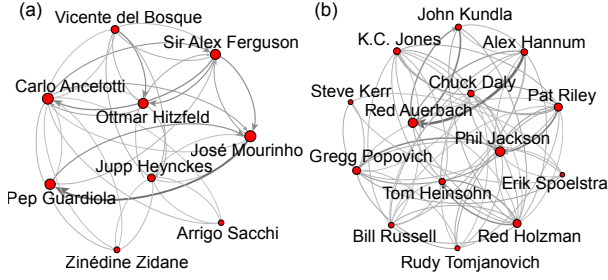 (a)
Vicente del Bosque
Sir Alex Ferguson
Carlo Ancelotti
Ottmar Hitzfeld
José Mourinho
Jupp Heynckes
Pep Guardiola
Arrigo Sacchi
Zinédine Zidane
(b)
John Kundla
K.C. Jones
Alex Hannum
Chuck Daly
Steve Kerr
Pat Riley
Red Auerbach
Phil Jackson
Gregg Popovich
Erik Spoelstra
Tom Heinsohn
Bill Russell
Red Holzman
Rudy Tomjanovich